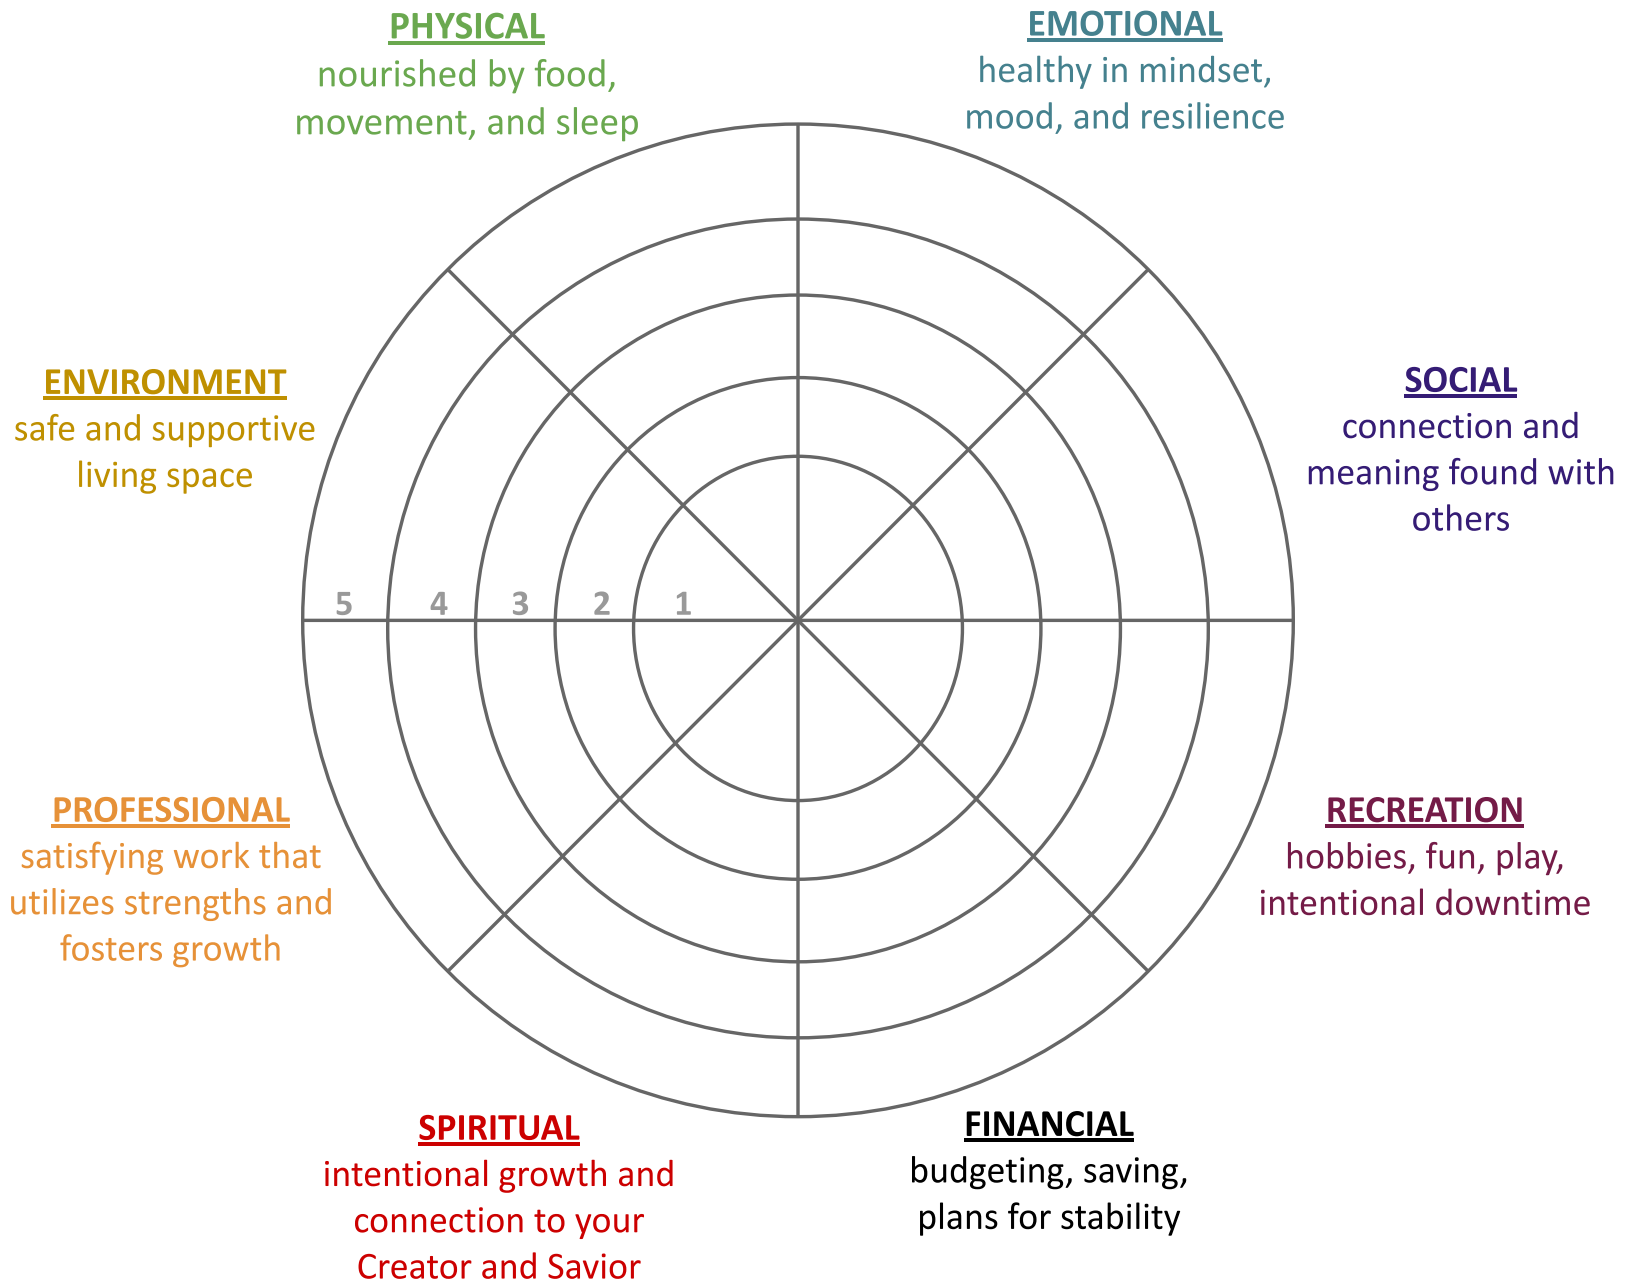 PHYSICAL
nourished by food,
movement, and sleep
EMOTIONAL
healthy in mindset,
mood, and resilience
ENVIRONMENT
safe and supportive
living space
SOCIAL
connection and
meaning found with
others
5 4 3 2 1
PROFESSIONAL
satisfying work that
utilizes strengths and
fosters growth
RECREATION
hobbies, fun, play,
intentional downtime
SPIRITUAL
intentional growth and
connection to your
Creator and Savior
FINANCIAL
budgeting, saving,
plans for stability